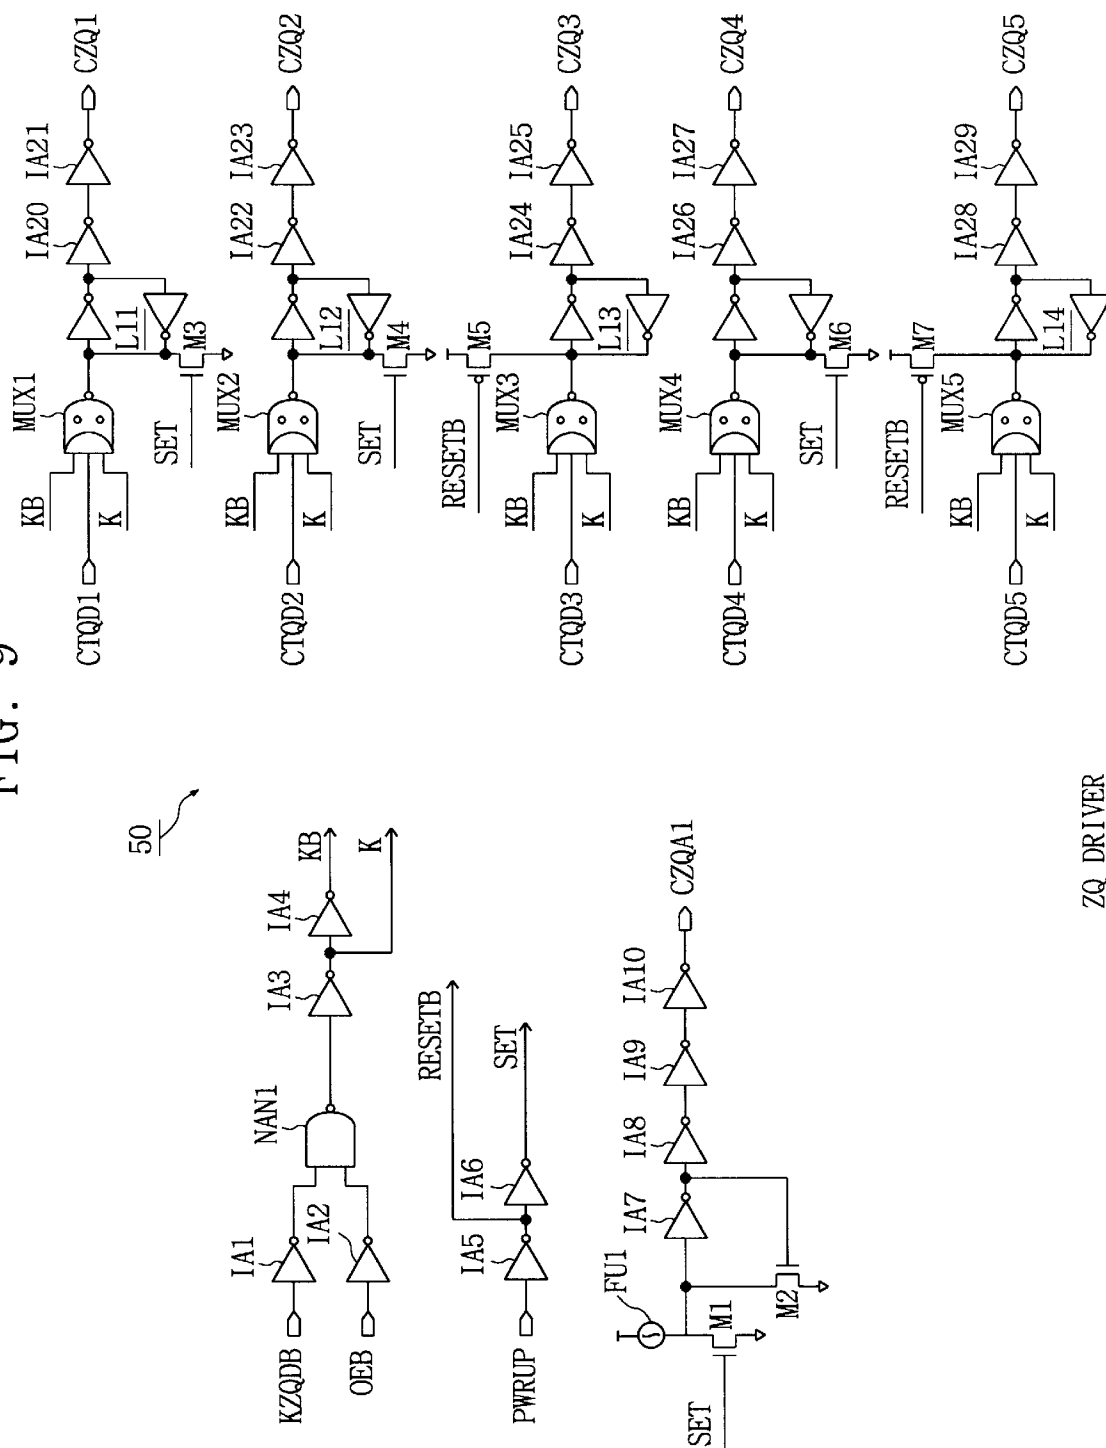 FIG. 9
50
KZQDB
OEB
IA1
IA2
NAN1
IA3
IA4
KB
K
PWRUP
IA5
IA6
RESETB
SET
SET
FU1
M1
M2
IA7
IA8
IA9
IA10
CZQA1
CTQD1
KB
K
MUX1
SET
M3
L11
IA20
IA21
CZQ1
CTQD2
KB
K
MUX2
SET
M4
L12
IA22
IA23
CZQ2
CTQD3
KB
K
MUX3
RESETB
M5
L13
IA24
IA25
CZQ3
CTQD4
KB
K
MUX4
SET
M6
IA26
IA27
CZQ4
CTQD5
KB
K
MUX5
RESETB
M7
L14
IA28
IA29
CZQ5
ZQ DRIVER